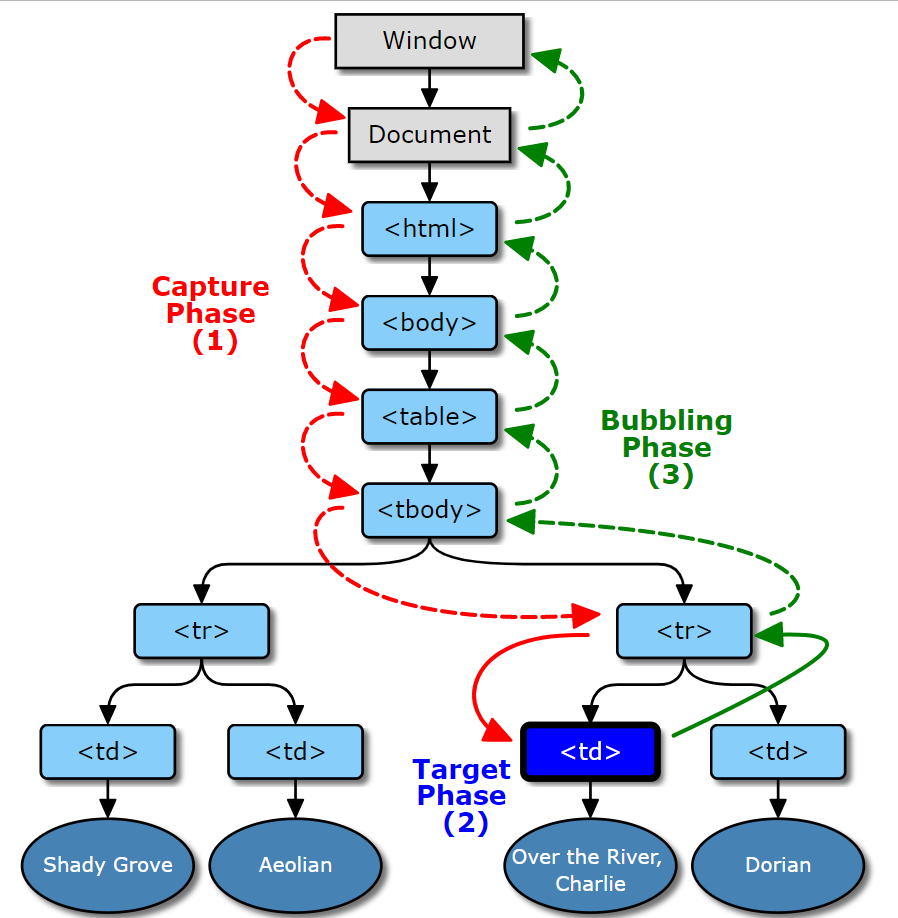 Window
Document
<html>
Capture
Phase
(1)
<body>
<table>
Bubbling
Phase
(3)
<tbody>
<tr>
<tr>
<td>
<td>
<td>
<td>
Target
Phase
(2)
Shady Grove
Aeolian
Over the River,
Charlie
Dorian